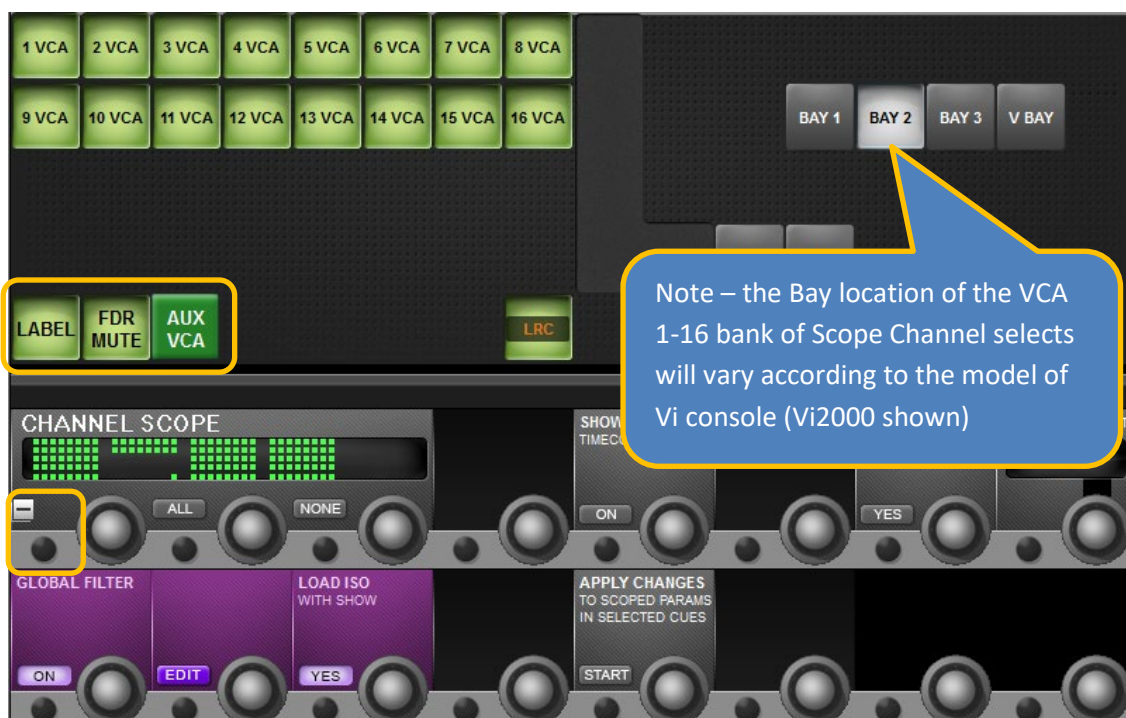 1 VCA 2 VCA 3 VCA 4 VCA 5 VCA 6 VCA 7 VCA 8 VCA
9 VCA 10 VCA 11 VCA 12 VCA 13 VCA 14 VCA 15 VCA 16 VCA
BAY 1 BAY 2 BAY 3 V BAY
LABEL FDR MUTE AUX VCA LRC
Note – the Bay location of the VCA
1-16 bank of Scope Channel selects
will vary according to the model of
Vi console (Vi2000 shown)
CHANNEL SCOPE
SHOW
ALL NONE ON YES
GLOBAL FILTER
LOAD ISO
WITH SHOW
APPLY CHANGES
TO SCOPED PARAMS
IN SELECTED CUES
ON EDIT YES START